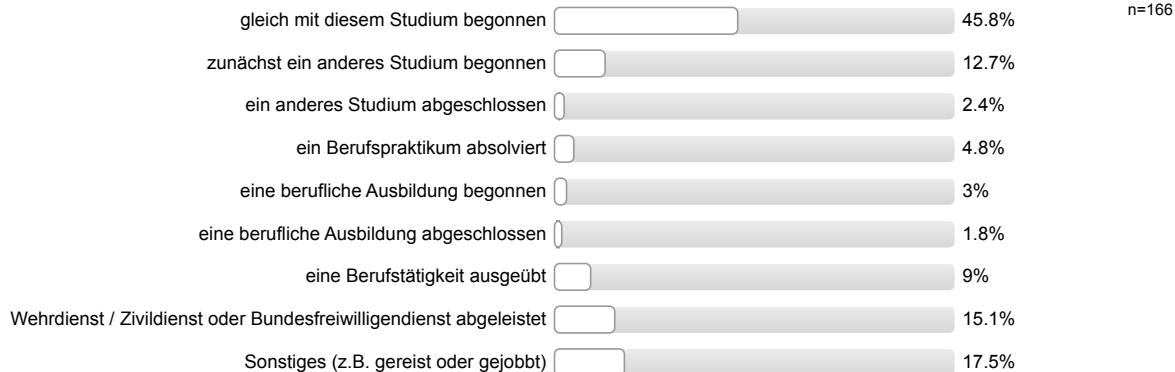 gleich mit diesem Studium begonnen 45.8% n=166
zunächst ein anderes Studium begonnen 12.7%
ein anderes Studium abgeschlossen 2.4%
ein Berufspraktikum absolviert 4.8%
eine berufliche Ausbildung begonnen 3%
eine berufliche Ausbildung abgeschlossen 1.8%
eine Berufstätigkeit ausgeübt 9%
Wehrdienst / Zivildienst oder Bundesfreiwilligendienst abgeleistet 15.1%
Sonstiges (z.B. gereist oder gejobbt) 17.5%